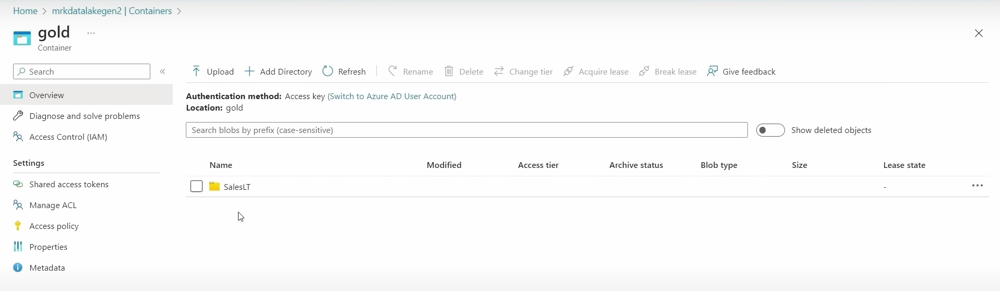 Home > mrkdatalakegen2 | Containers >
gold ...
Container
Search «
Upload Add Directory Refresh Rename Delete Change tier Acquire lease Break lease Give feedback
Overview
Diagnose and solve problems
Access Control (IAM)
Settings
Shared access tokens
Manage ACL
Access policy
Properties
Metadata
Authentication method: Access key (Switch to Azure AD User Account)
Location: gold
Search blobs by prefix (case-sensitive) Show deleted objects
Name Modified Access tier Archive status Blob type Size Lease state
SalesLT - ...